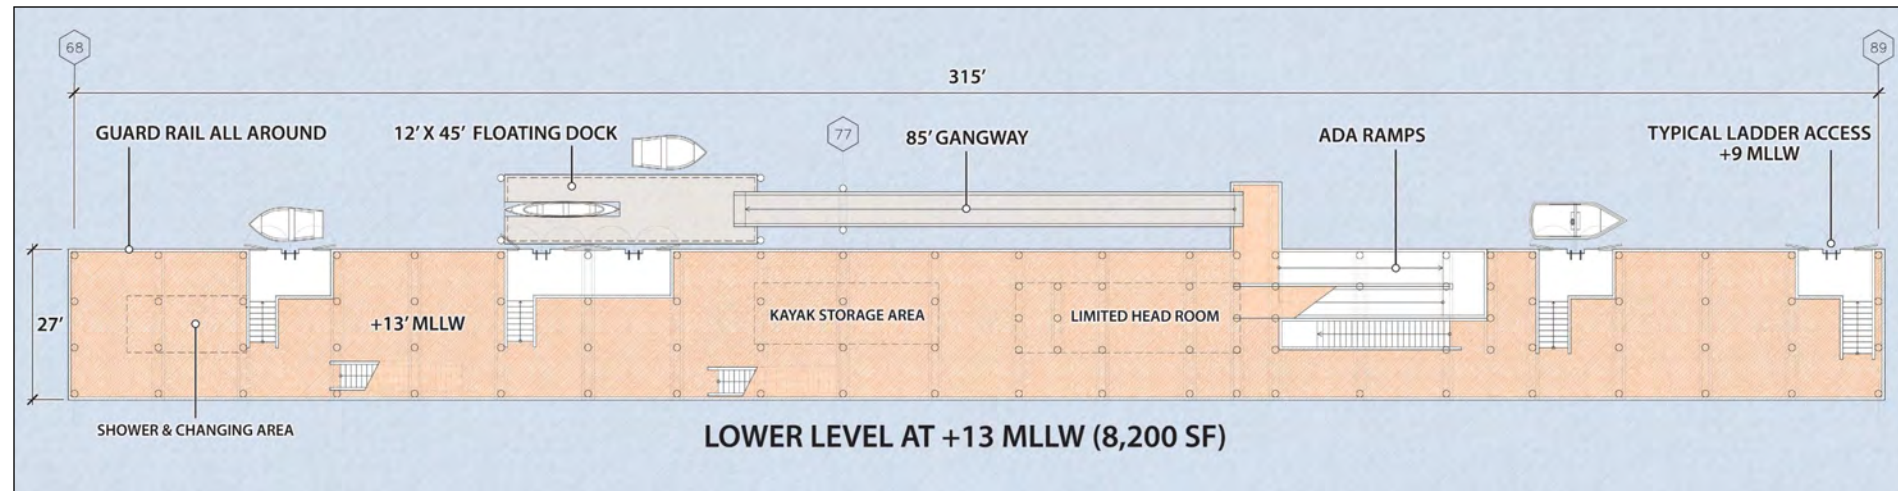 68
89
315'
GUARD RAIL ALL AROUND
12' X 45' FLOATING DOCK
77
85' GANGWAY
ADA RAMPS
TYPICAL LADDER ACCESS
+9 MLLW
27'
+13' MLLW
KAYAK STORAGE AREA
LIMITED HEAD ROOM
SHOWER & CHANGING AREA
LOWER LEVEL AT +13 MLLW (8,200 SF)